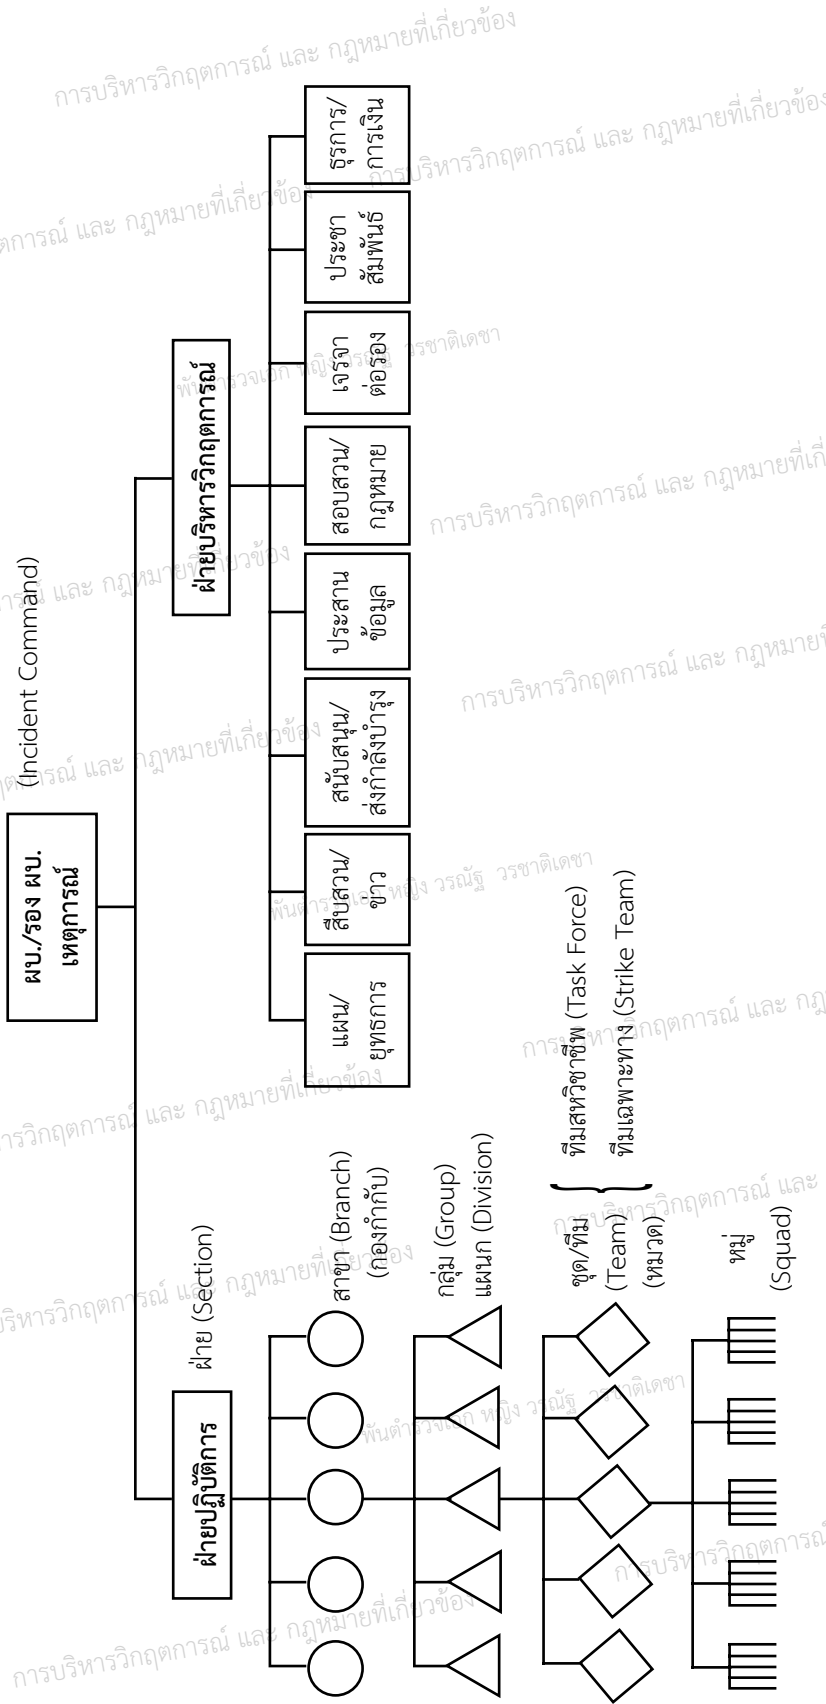 ผบ./รอง ผบ.
เหตุการณ์
(Incident Command)
ฝ่ายปฏิบัติการ
ฝ่าย (Section)
ฝ่ายบริหารวิกฤตการณ์
แผน/
ยุทธการ
สืบสวน/
ข่าว
สนับสนุน/
ส่งกำลังบำรุง
ประสาน
ข้อมูล
สอบสวน/
กฎหมาย
เจรจา
ต่อรอง
ประชา
สัมพันธ์
ธุรการ/
การเงิน
สาขา (Branch)
(กองกำกับ)
กลุ่ม (Group)
แผนก (Division)
ชุด/ทีม
(Team)
(หมวด)
ทีมสหวิชาชีพ (Task Force)
ทีมเฉพาะทาง (Strike Team)
หมู่
(Squad)
การบริหารวิกฤตการณ์ และ กฎหมายที่เกี่ยวข้อง
พันตำรวจเอก หญิง วรณัฐ วรชาติเดชา